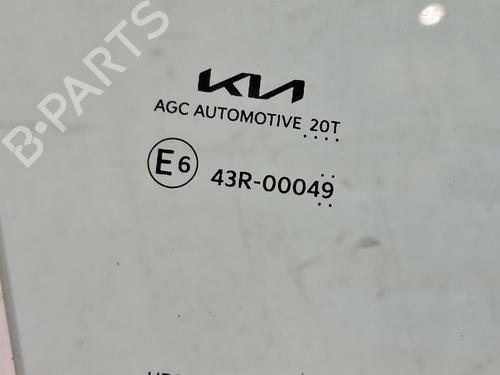 B-PARTS
KIA
AGC AUTOMOTIVE 20T
E6 43R-00049